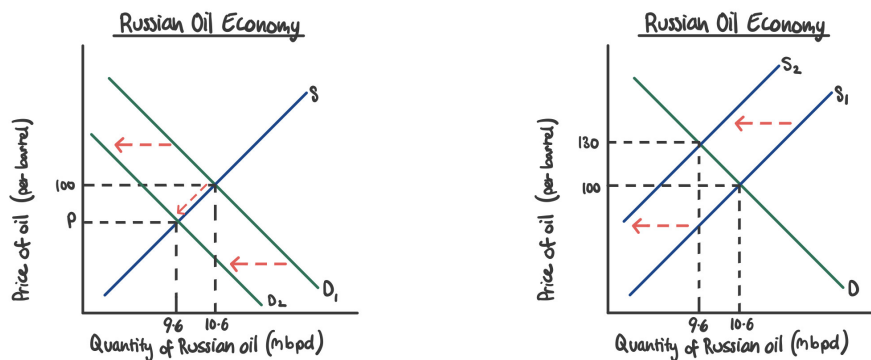 Russian Oil Economy
Price of oil (per barrel)
S
100
P
D1
D2
9.6 10.6
Quantity of Russian oil (mbpd)
Russian Oil Economy
Price of oil (per barrel)
S2
S1
130
100
D
9.6 10.6
Quantity of Russian oil (mbpd)